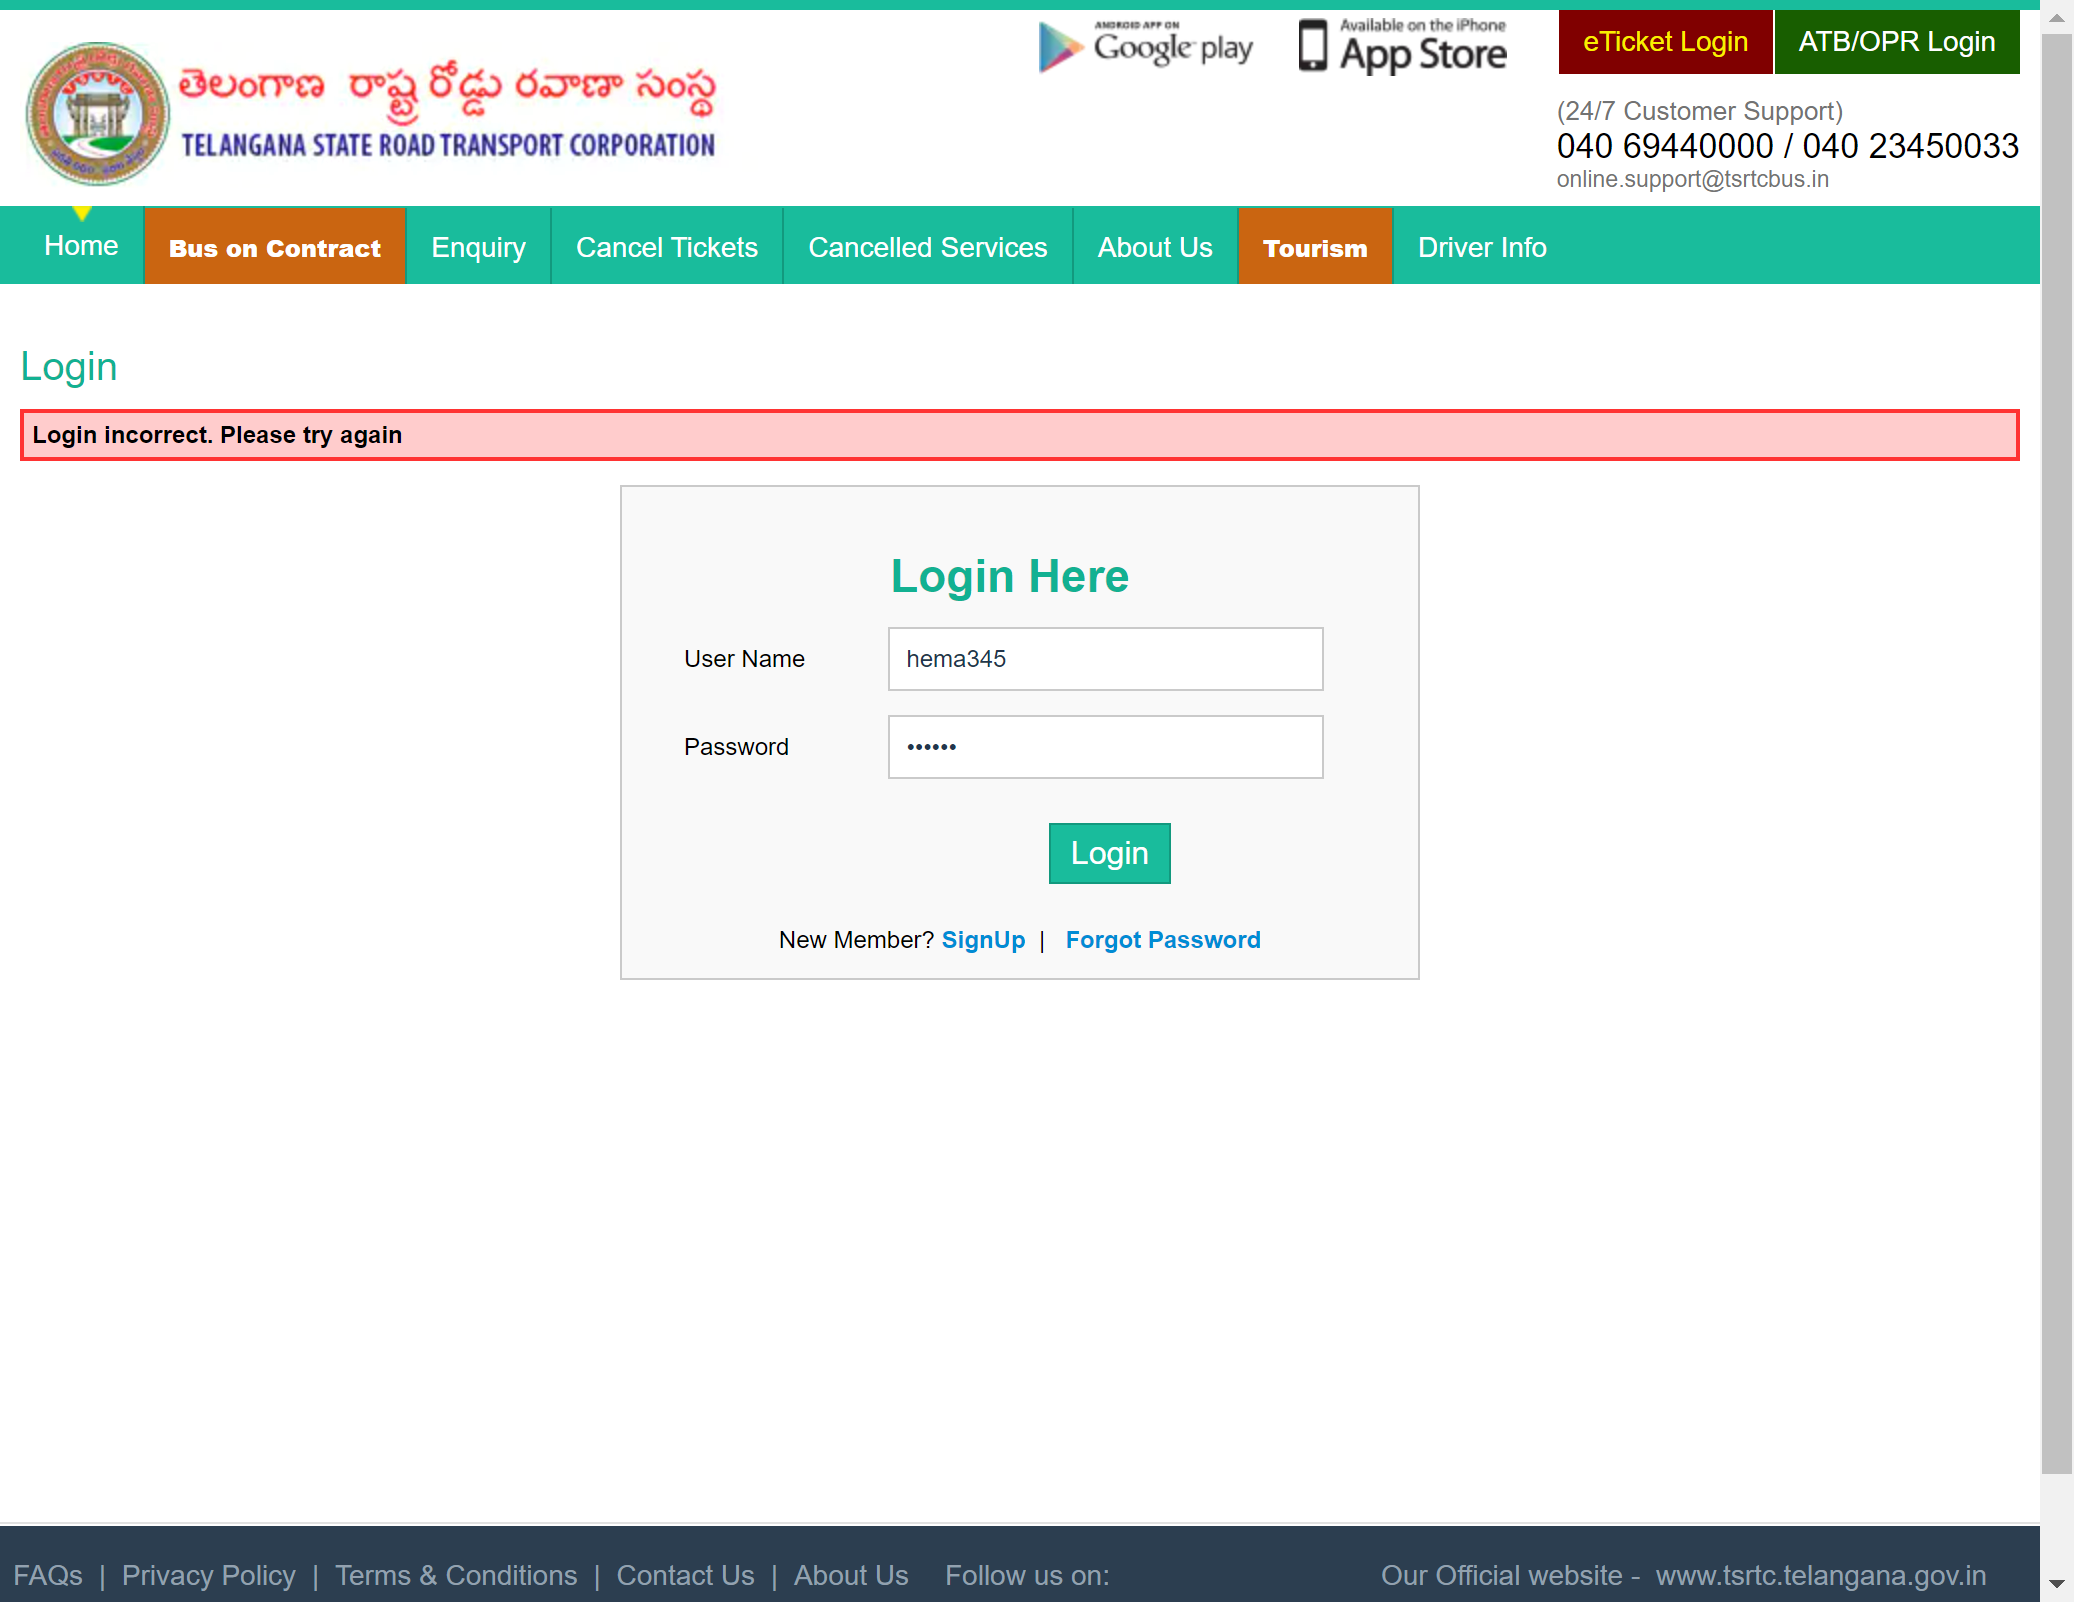 ANDROID APP ON
Google play
Available on the iPhone
App Store
eTicket Login
ATB/OPR Login
తెలంగాణ రాష్ట్ర రోడ్డు రవాణా సంస్థ
TELANGANA STATE ROAD TRANSPORT CORPORATION
(24/7 Customer Support)
040 69440000 / 040 23450033
online.support@tsrtcbus.in
Home
Bus on Contract
Enquiry
Cancel Tickets
Cancelled Services
About Us
Tourism
Driver Info
Login
Login incorrect. Please try again
Login Here
User Name
hema345
Password
••••••
Login
New Member? SignUp | Forgot Password
FAQs | Privacy Policy | Terms & Conditions | Contact Us | About Us
Follow us on:
Our Official website - www.tsrtc.telangana.gov.in